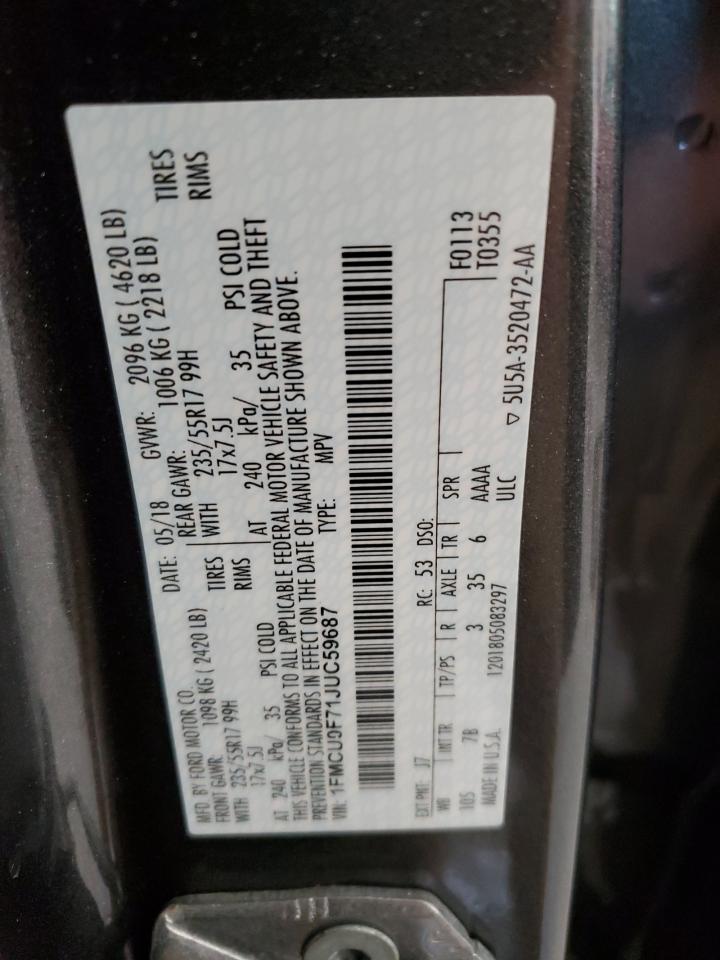 MFD BY FORD MOTOR CO. DATE: 05/18 GVWR: 2096 KG ( 4620 LB)
FRONT GAWR: 1098 KG ( 2420 LB) REAR GAWR: 1006 KG ( 2218 LB)
WITH 235/55R17 99H TIRES WITH 235/55R17 99H TIRES
17x7.5J RIMS 17x7.5J RIMS
AT 240 kPa/ 35 PSI COLD AT 240 kPa/ 35 PSI COLD
THIS VEHICLE CONFORMS TO ALL APPLICABLE FEDERAL MOTOR VEHICLE SAFETY AND THEFT
PREVENTION STANDARDS IN EFFECT ON THE DATE OF MANUFACTURE SHOWN ABOVE.
VIN: 1FMCU9F71JUC59687 TYPE: MPV
EXT PNT: J7 RC: 53 DSO: F0113
WB INT TR TP/PS R AXLE TR SPR T0355
105 7B 3 35 6 AAAA
MADE IN U.S.A. 1201805083297 ULC ▽ 5U5A-3520472-AA